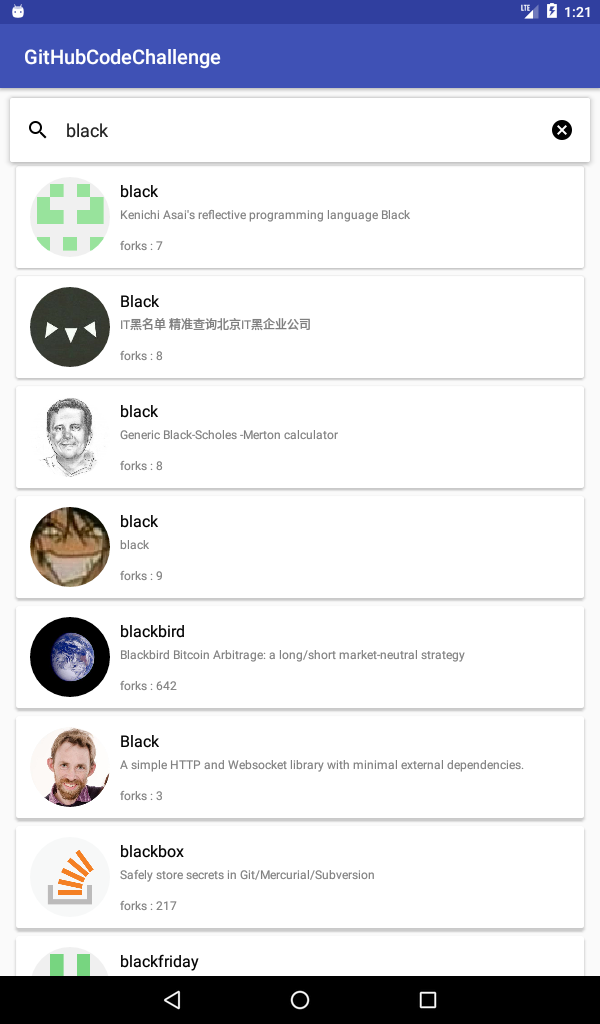 LTE 1:21
GitHubCodeChallenge
black
black
Kenichi Asai's reflective programming language Black
forks : 7
Black
IT黑名单 精准查询北京IT黑企业公司
forks : 8
black
Generic Black-Scholes -Merton calculator
forks : 8
black
black
forks : 9
blackbird
Blackbird Bitcoin Arbitrage: a long/short market-neutral strategy
forks : 642
Black
A simple HTTP and Websocket library with minimal external dependencies.
forks : 3
blackbox
Safely store secrets in Git/Mercurial/Subversion
forks : 217
blackfriday